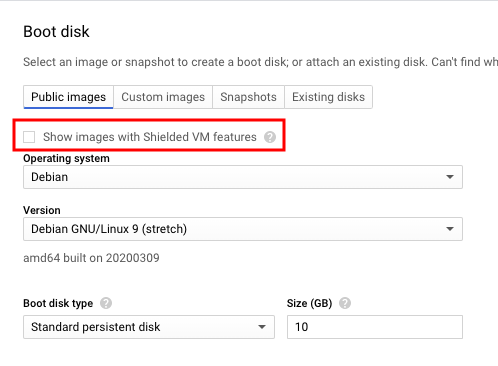 Boot disk
Select an image or snapshot to create a boot disk; or attach an existing disk. Can't find
Public images Custom images Snapshots Existing disks
Show images with Shielded VM features ?
Operating system
Debian
Version
Debian GNU/Linux 9 (stretch)
amd64 built on 20200309
Boot disk type ? Size (GB) ?
Standard persistent disk 10